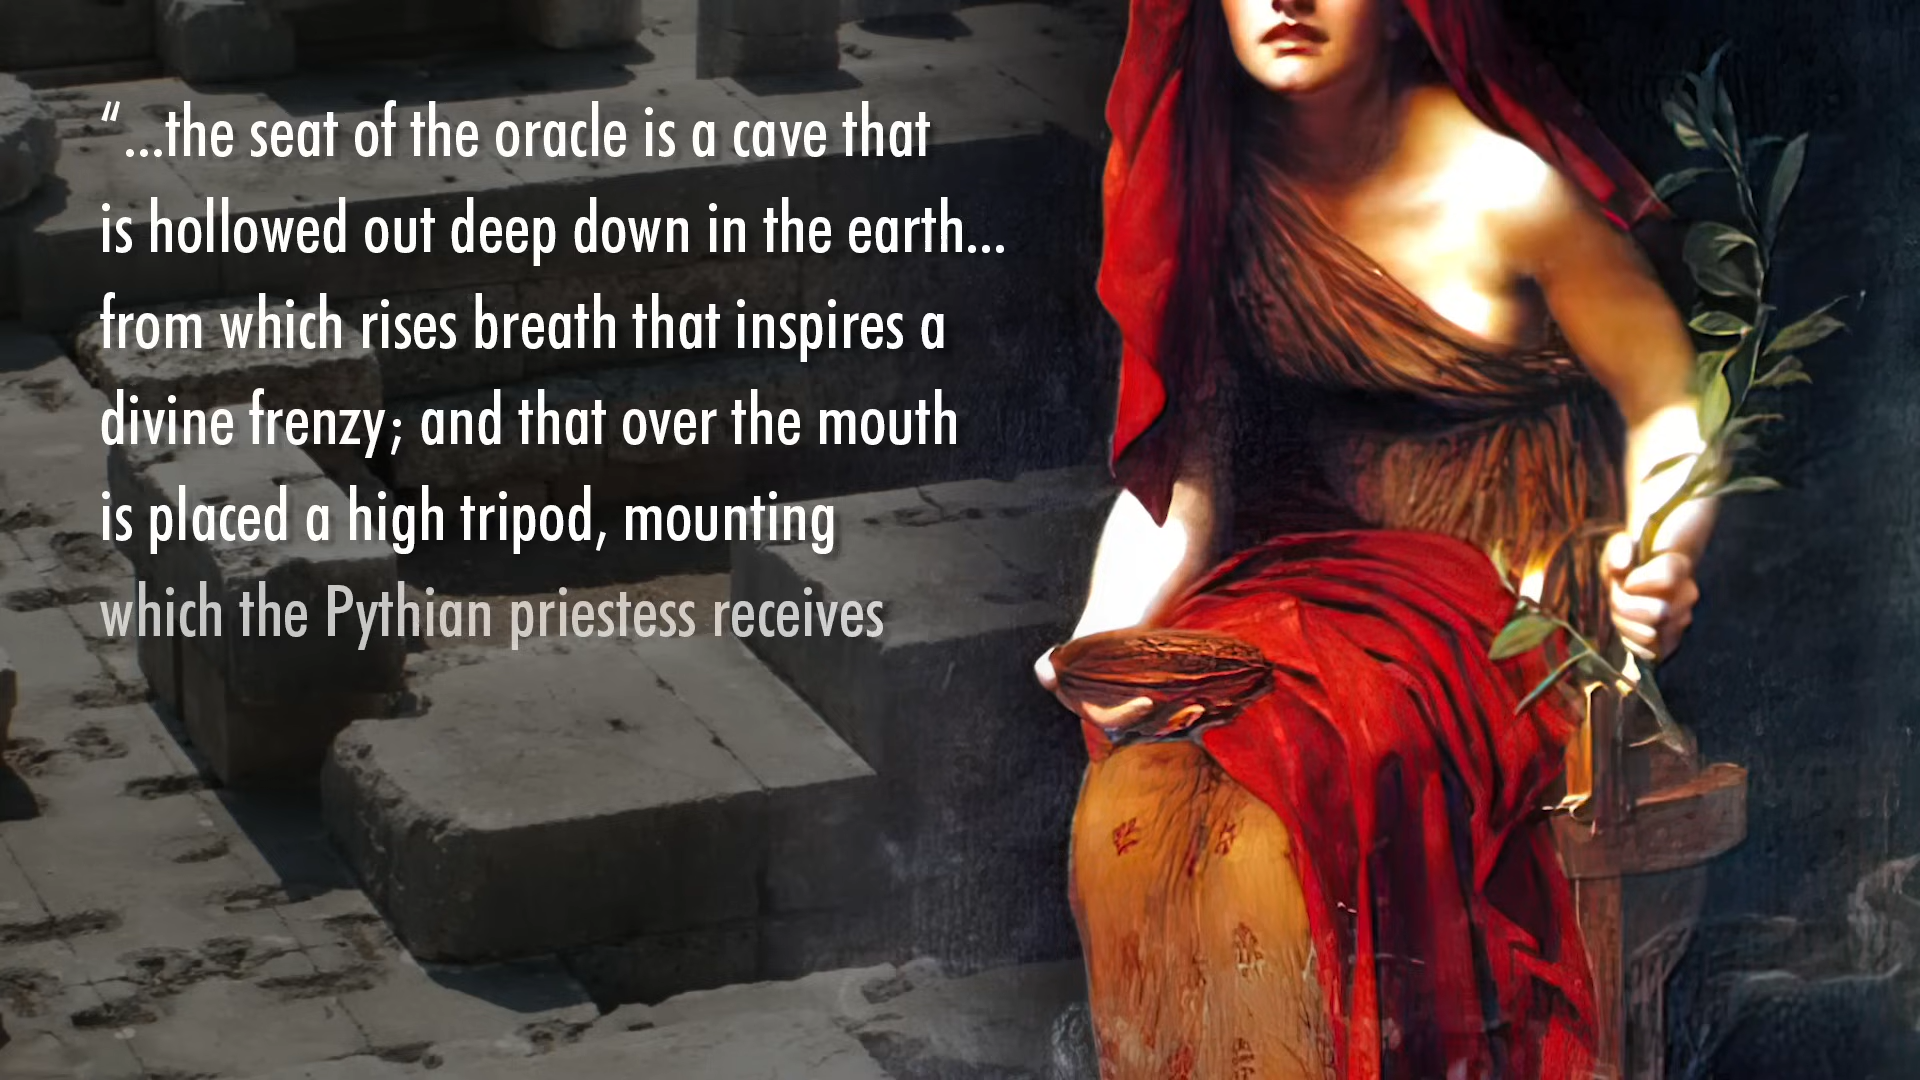 “...the seat of the oracle is a cave that
is hollowed out deep down in the earth...
from which rises breath that inspires a
divine frenzy; and that over the mouth
is placed a high tripod, mounting
which the Pythian priestess receives